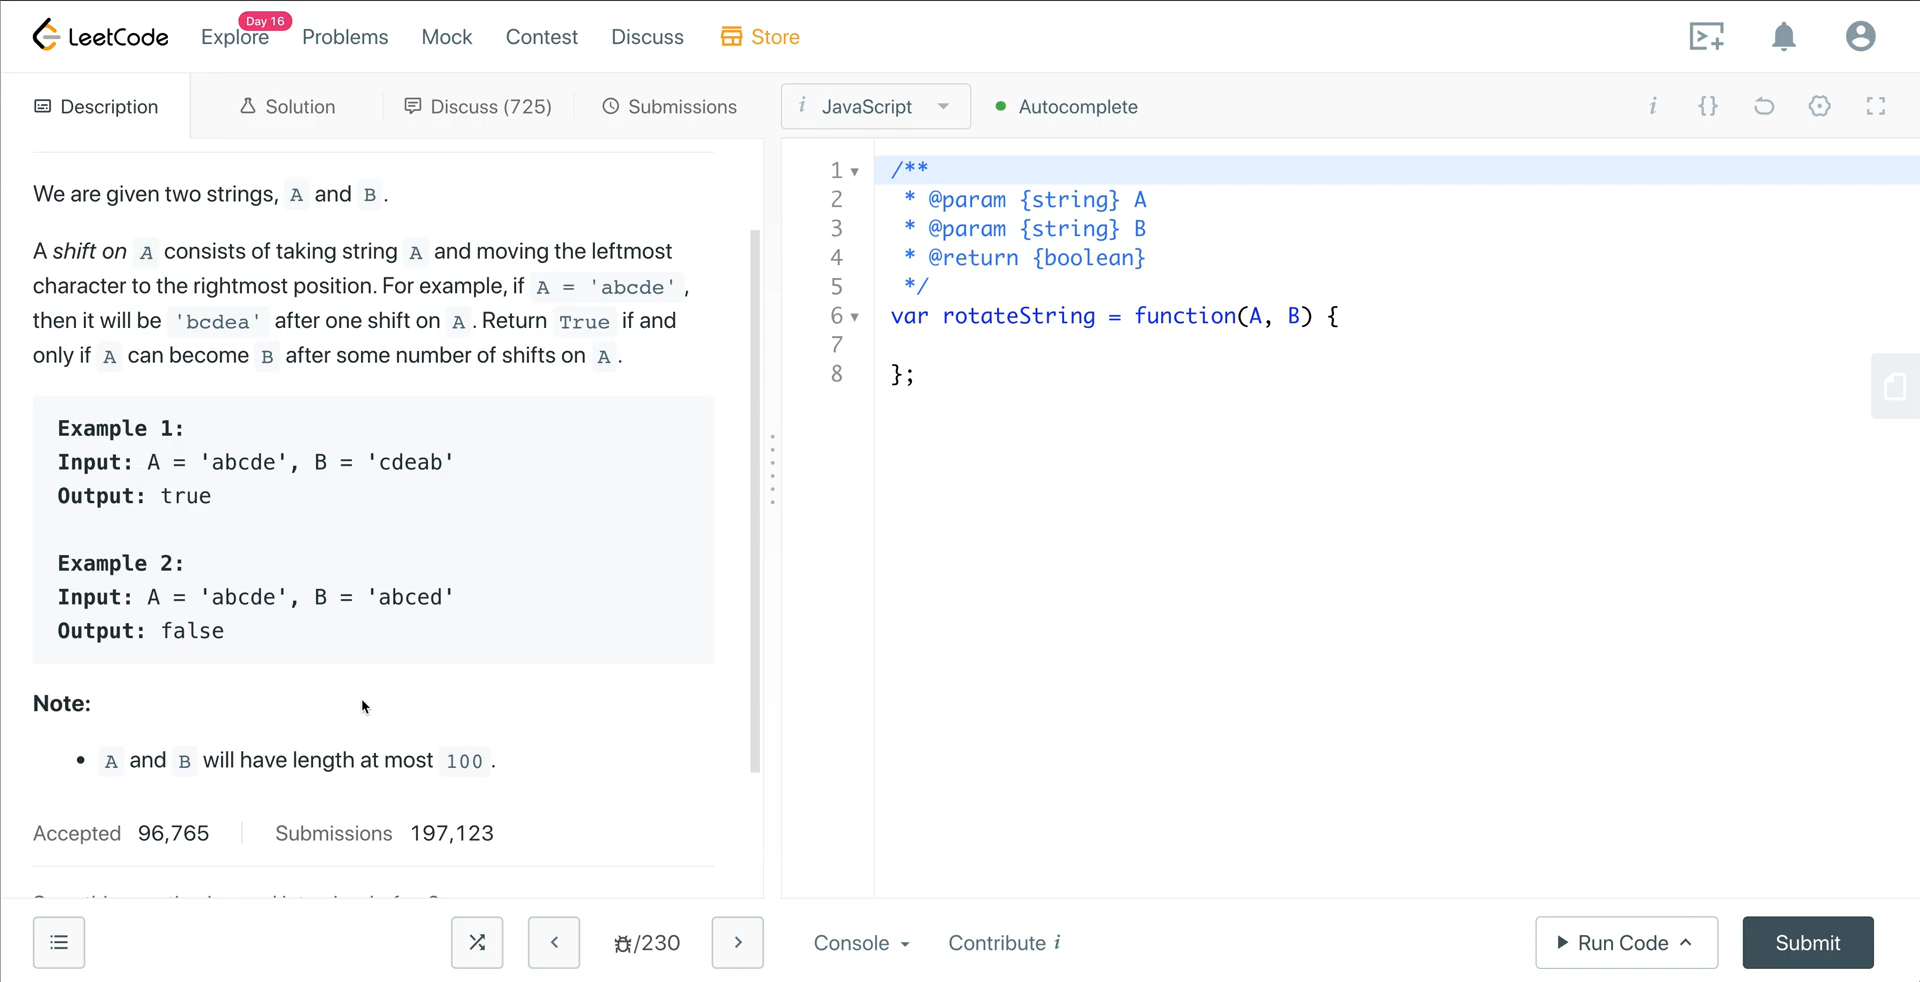 LeetCode
Explore
Day 16
Problems
Mock
Contest
Discuss
Store
Description
Solution
Discuss (725)
Submissions
i JavaScript
Autocomplete
i {}
We are given two strings, A and B.
A shift on A consists of taking string A and moving the leftmost
character to the rightmost position. For example, if A = 'abcde',
then it will be 'bcdea' after one shift on A. Return True if and
only if A can become B after some number of shifts on A.
Example 1:
Input: A = 'abcde', B = 'cdeab'
Output: true
Example 2:
Input: A = 'abcde', B = 'abced'
Output: false
Note:
• A and B will have length at most 100.
Accepted 96,765
Submissions 197,123
1 /**
2 * @param {string} A
3 * @param {string} B
4 * @return {boolean}
5 */
6 var rotateString = function(A, B) {
7
8 };
/230
Console
Contribute i
Run Code
Submit